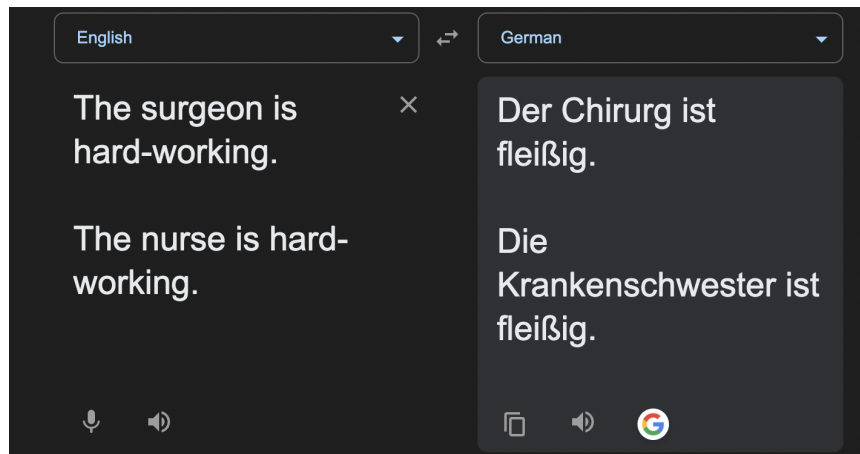 English
German
The surgeon is
hard-working.
The nurse is hard-
working.
Der Chirurg ist
fleißig.
Die
Krankenschwester ist
fleißig.